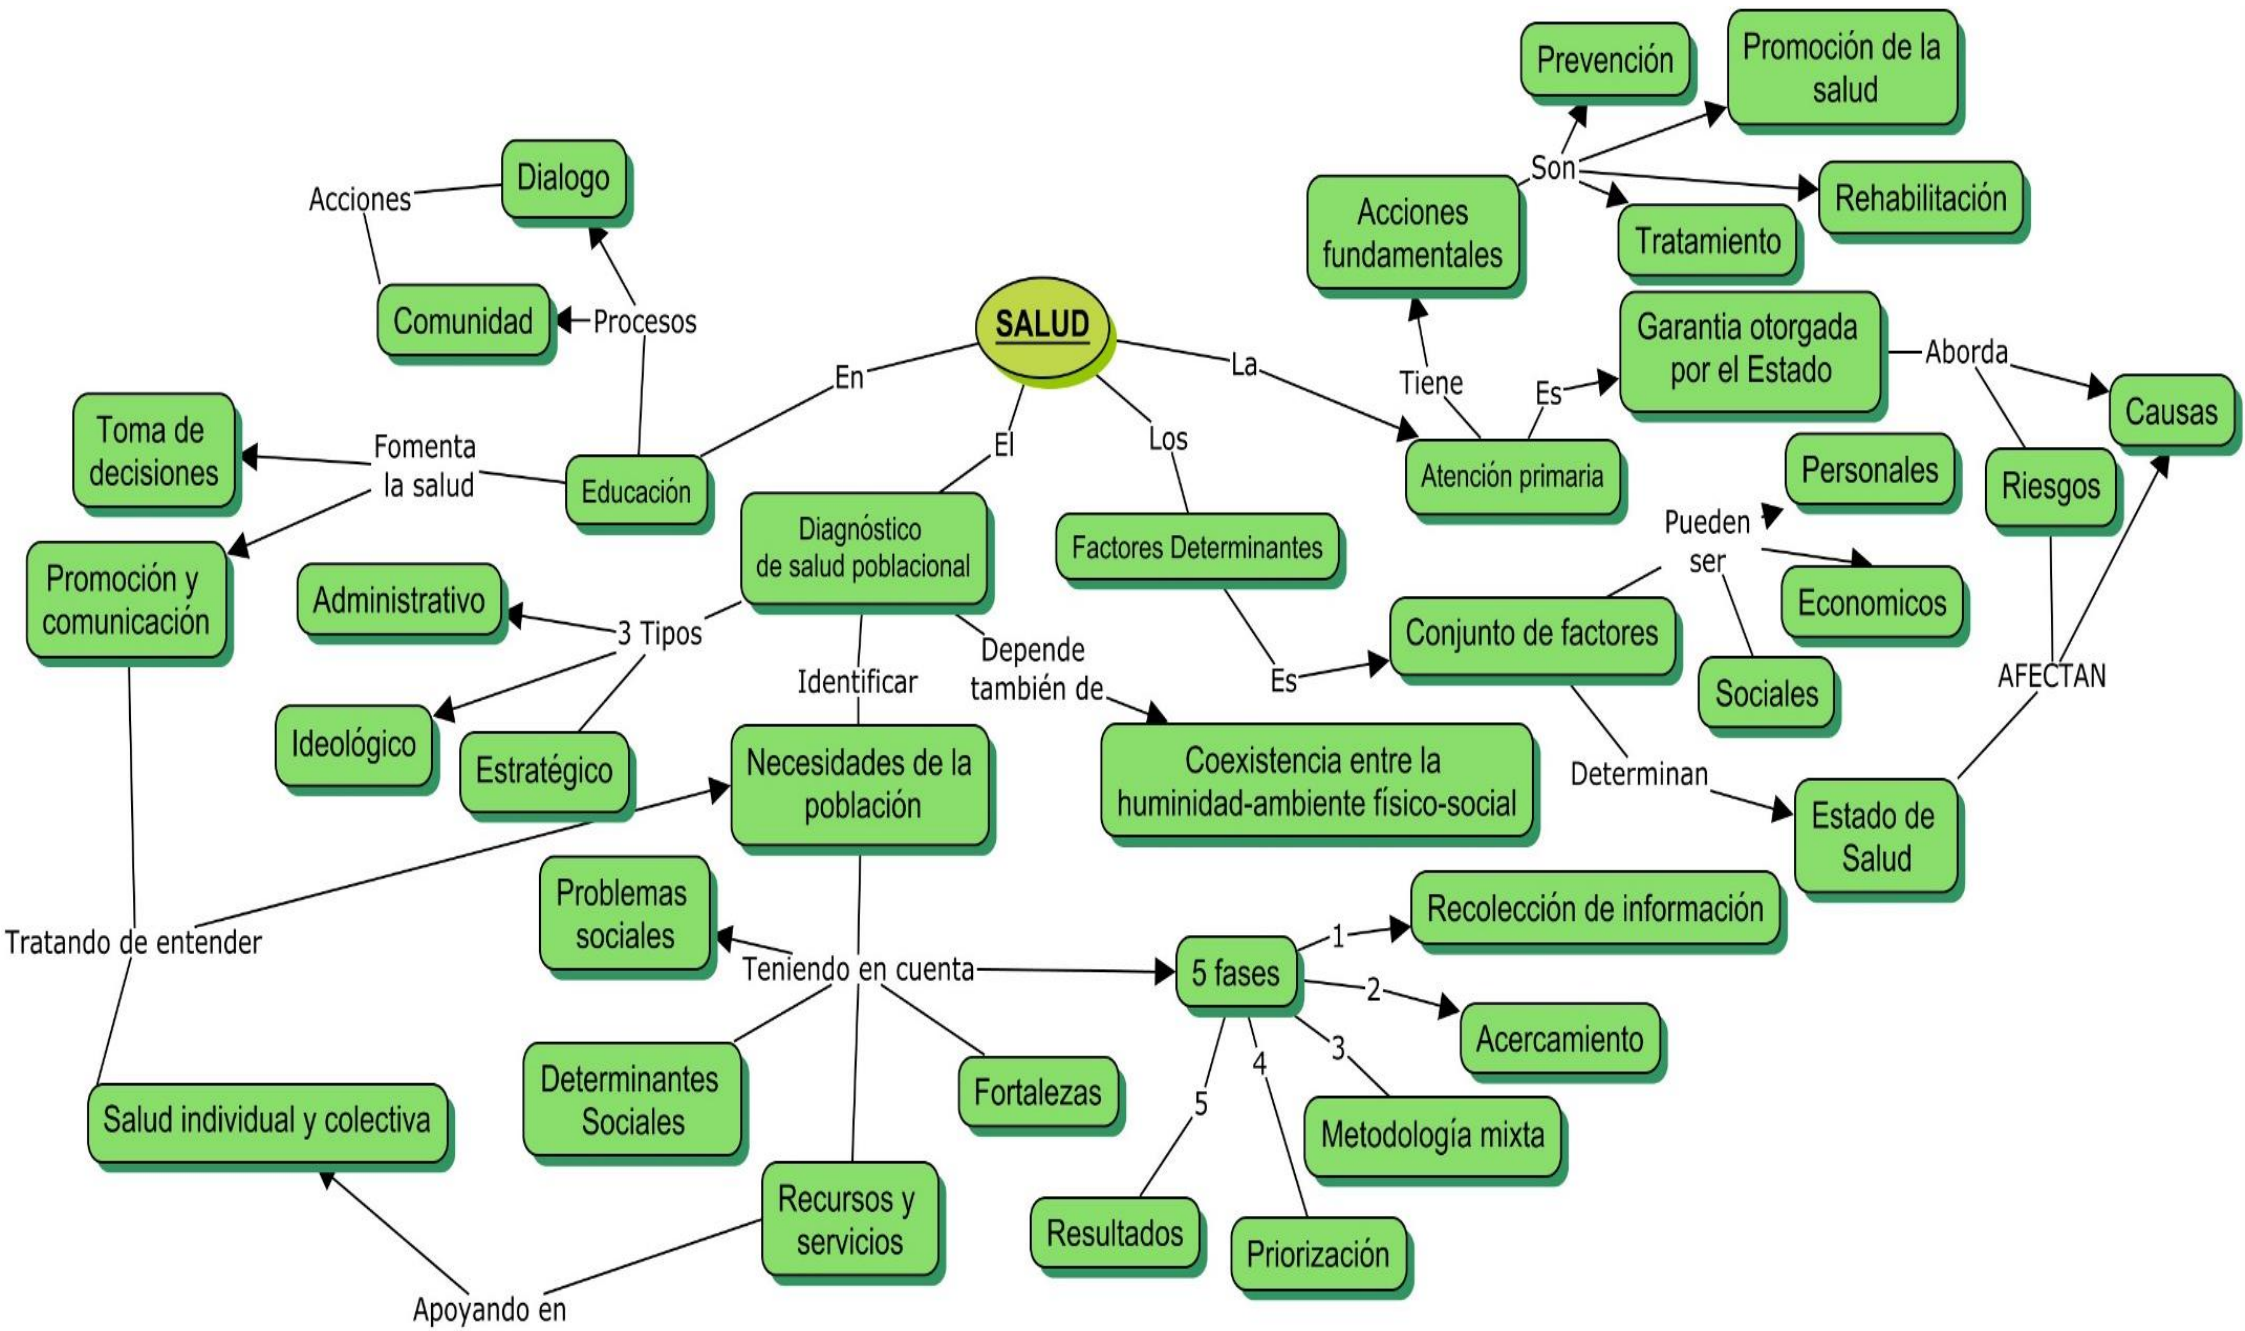 Prevención
Promoción de la
salud
Son
Rehabilitación
Tratamiento
Acciones
fundamentales
Dialogo
Acciones
Comunidad
Procesos
SALUD
En
La
El
Los
Tiene
Es
Garantia otorgada
por el Estado
Aborda
Causas
Riesgos
Atención primaria
Toma de
decisiones
Fomenta
la salud
Educación
Promoción y
comunicación
Diagnóstico
de salud poblacional
Factores Determinantes
Pueden
ser
Personales
Economicos
Sociales
Administrativo
3 Tipos
Ideológico
Estratégico
Identificar
Depende
también de
Es
Conjunto de factores
AFECTAN
Necesidades de la
población
Coexistencia entre la
huminidad-ambiente físico-social
Determinan
Estado de
Salud
Tratando de entender
Problemas
sociales
Teniendo en cuenta
5 fases
1
Recolección de información
2
Acercamiento
3
Metodología mixta
4
Priorización
5
Resultados
Determinantes
Sociales
Fortalezas
Recursos y
servicios
Salud individual y colectiva
Apoyando en